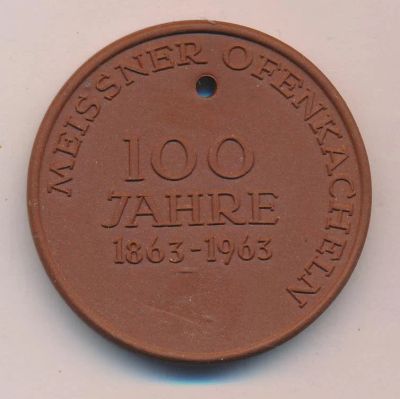 MEISSNER OFENKACHELN
100
JAHRE
1863-1963